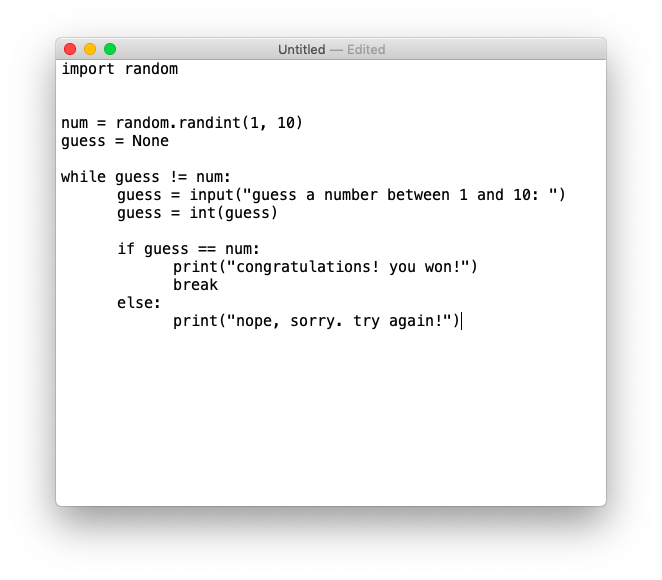 Untitled — Edited
import random
num = random.randint(1, 10)
guess = None
while guess != num:
guess = input("guess a number between 1 and 10: ")
guess = int(guess)
if guess == num:
print("congratulations! you won!")
break
else:
print("nope, sorry. try again!")